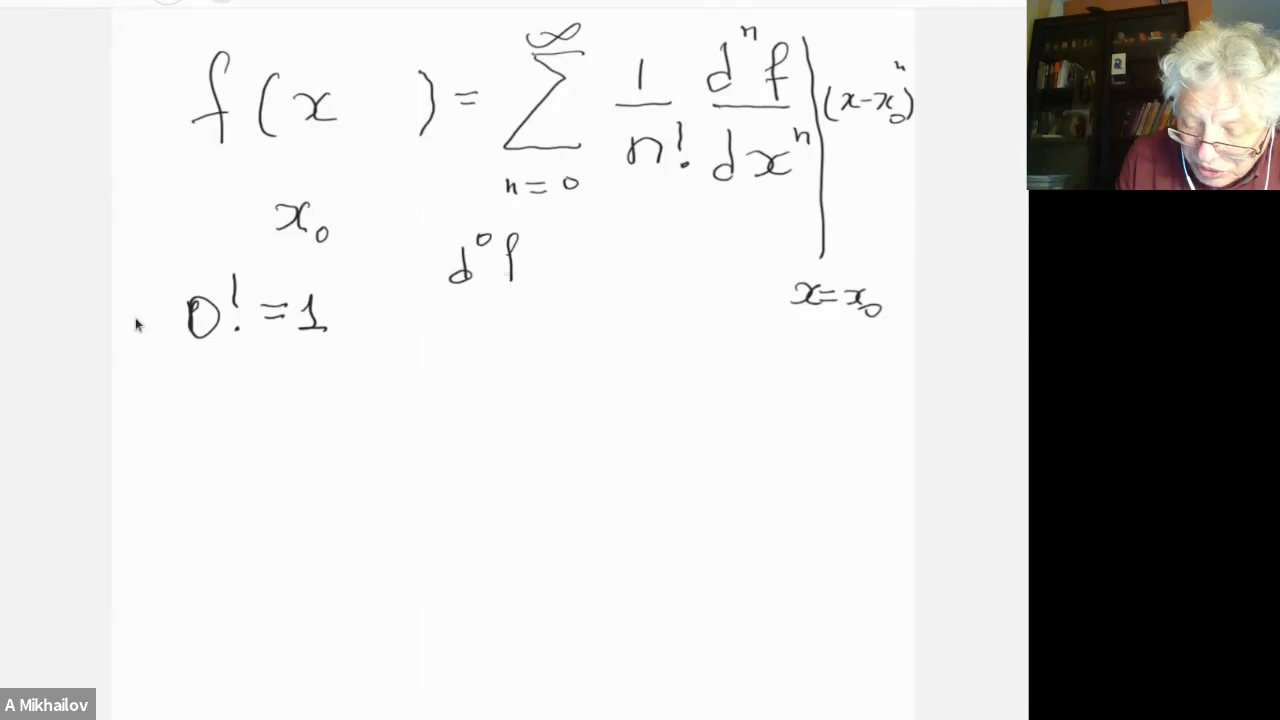 f(x ) = ∑_{n=0}^{∞} 1/n! dⁿf/dxⁿ |_{x=x₀} (x-x₀)ⁿ
x₀
d⁰f
0! = 1
A Mikhailov